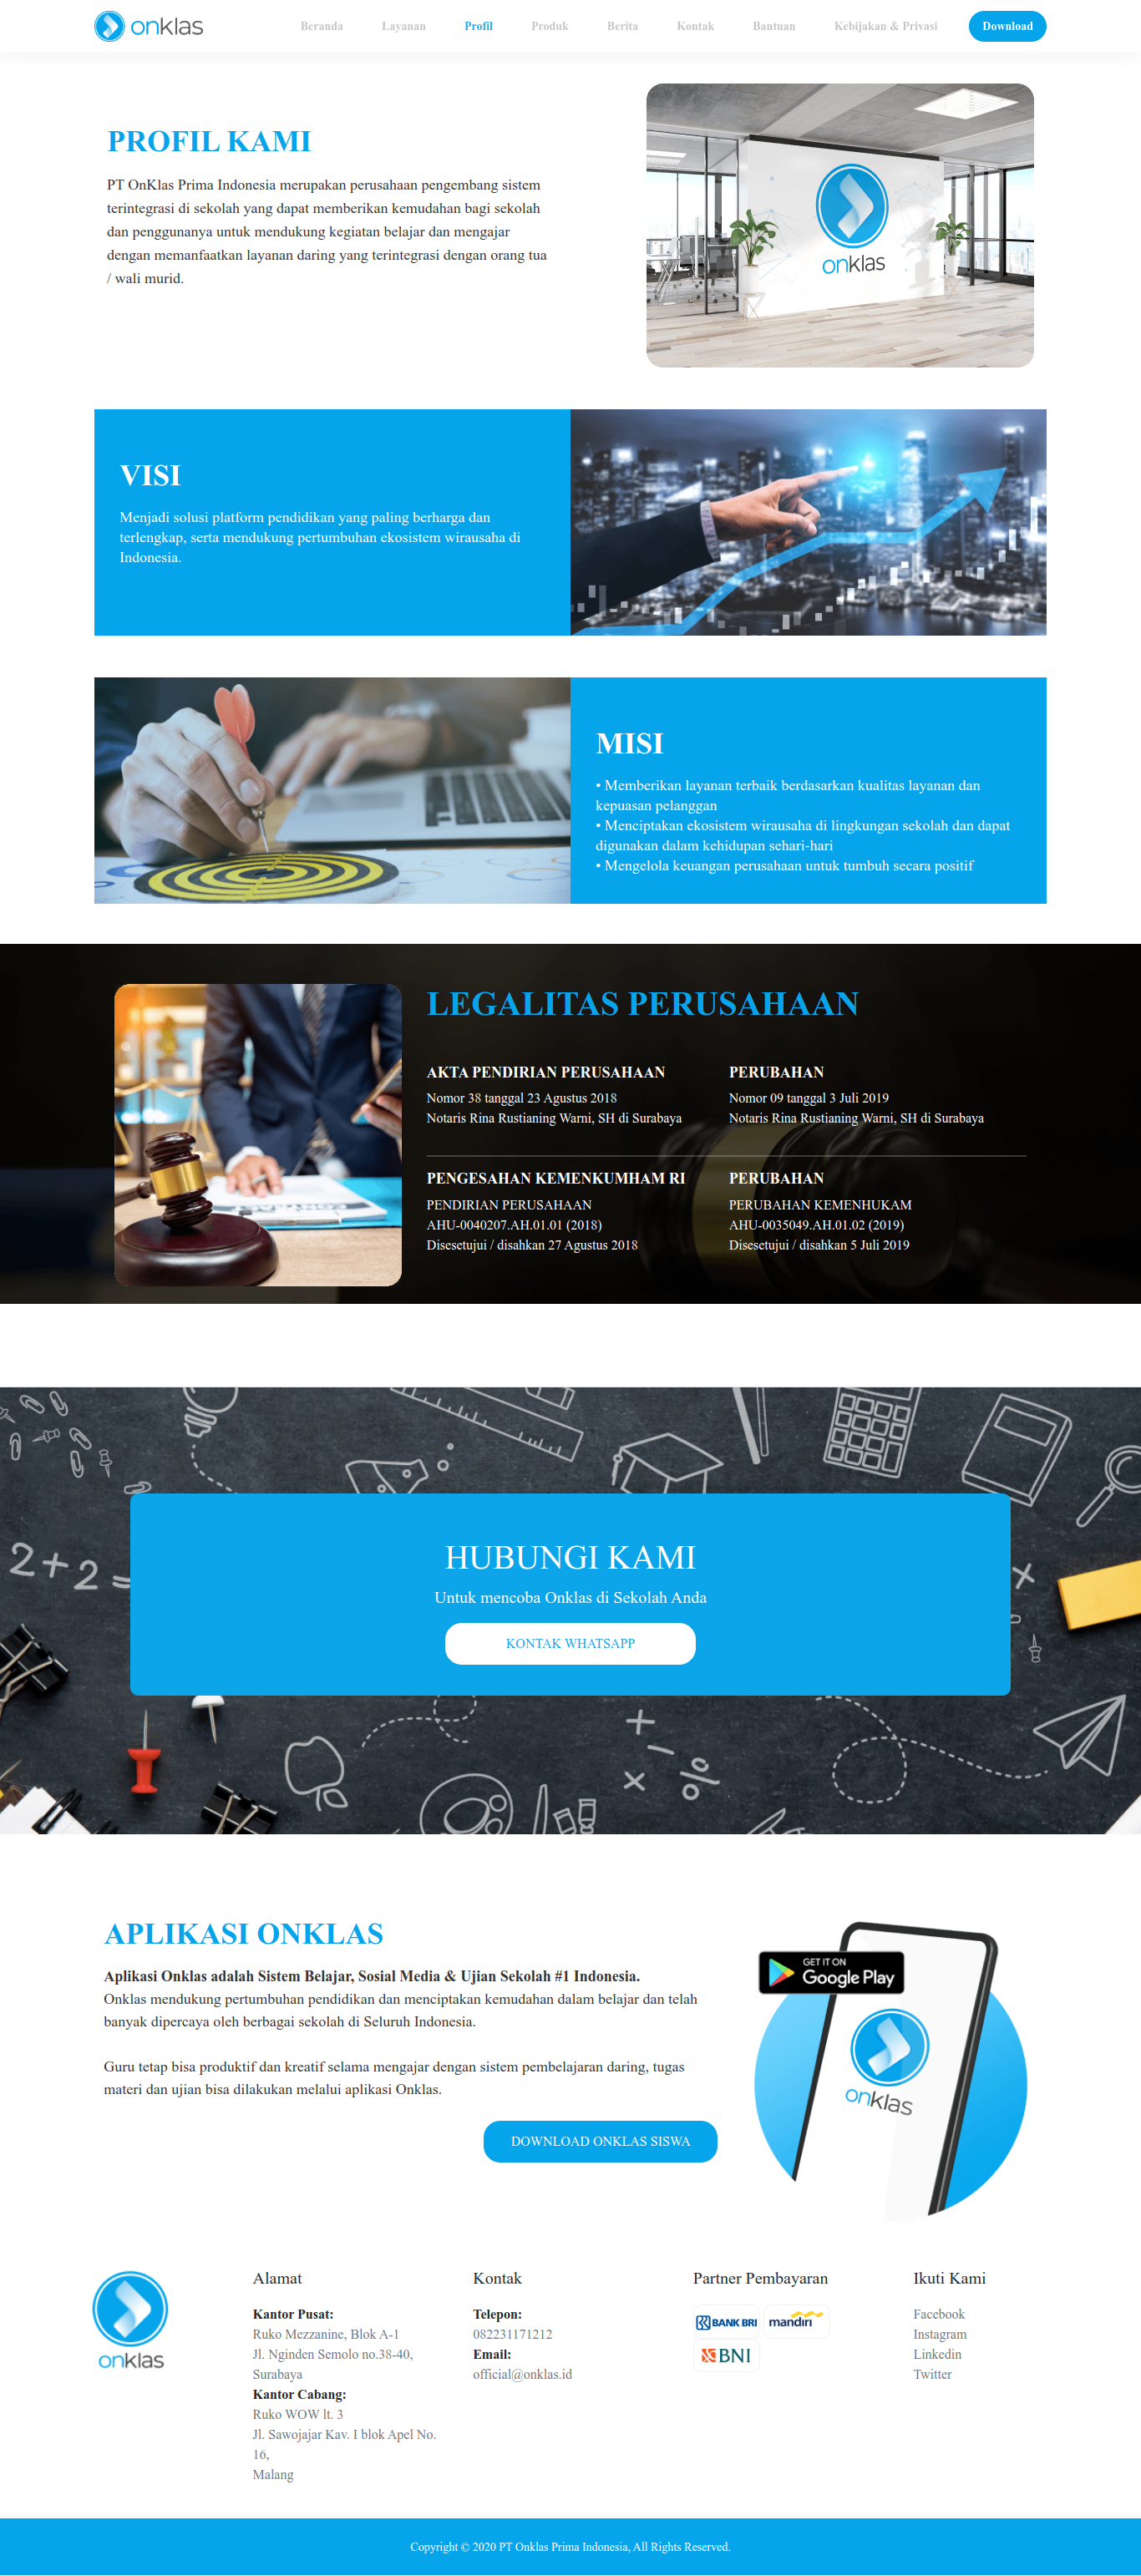 onklas
Beranda
Layanan
Profil
Produk
Berita
Kontak
Bantuan
Kebijakan & Privasi
Download
PROFIL KAMI
PT OnKlas Prima Indonesia merupakan perusahaan pengembang sistem
terintegrasi di sekolah yang dapat memberikan kemudahan bagi sekolah
dan penggunanya untuk mendukung kegiatan belajar dan mengajar
dengan memanfaatkan layanan daring yang terintegrasi dengan orang tua
/ wali murid.
onklas
VISI
Menjadi solusi platform pendidikan yang paling berharga dan
terlengkap, serta mendukung pertumbuhan ekosistem wirausaha di
Indonesia.
MISI
• Memberikan layanan terbaik berdasarkan kualitas layanan dan
kepuasan pelanggan
• Menciptakan ekosistem wirausaha di lingkungan sekolah dan dapat
digunakan dalam kehidupan sehari-hari
• Mengelola keuangan perusahaan untuk tumbuh secara positif
LEGALITAS PERUSAHAAN
AKTA PENDIRIAN PERUSAHAAN
Nomor 38 tanggal 23 Agustus 2018
Notaris Rina Rustianing Warni, SH di Surabaya
PERUBAHAN
Nomor 09 tanggal 3 Juli 2019
Notaris Rina Rustianing Warni, SH di Surabaya
PENGESAHAN KEMENKUMHAM RI
PENDIRIAN PERUSAHAAN
AHU-0040207.AH.01.01 (2018)
Disesetujui / disahkan 27 Agustus 2018
PERUBAHAN
PERUBAHAN KEMENHUKAM
AHU-0035049.AH.01.02 (2019)
Disesetujui / disahkan 5 Juli 2019
2+2=
HUBUNGI KAMI
Untuk mencoba Onklas di Sekolah Anda
KONTAK WHATSAPP
APLIKASI ONKLAS
Aplikasi Onklas adalah Sistem Belajar, Sosial Media & Ujian Sekolah #1 Indonesia.
Onklas mendukung pertumbuhan pendidikan dan menciptakan kemudahan dalam belajar dan telah
banyak dipercaya oleh berbagai sekolah di Seluruh Indonesia.
Guru tetap bisa produktif dan kreatif selama mengajar dengan sistem pembelajaran daring, tugas
materi dan ujian bisa dilakukan melalui aplikasi Onklas.
DOWNLOAD ONKLAS SISWA
GET IT ON
Google Play
onklas
onklas
Alamat
Kantor Pusat:
Ruko Mezzanine, Blok A-1
Jl. Nginden Semolo no.38-40,
Surabaya
Kantor Cabang:
Ruko WOW lt. 3
Jl. Sawojajar Kav. I blok Apel No.
16,
Malang
Kontak
Telepon:
082231171212
Email:
official@onklas.id
Partner Pembayaran
BANK BRI
mandiri
BNI
Ikuti Kami
Facebook
Instagram
Linkedin
Twitter
Copyright © 2020 PT Onklas Prima Indonesia, All Rights Reserved.